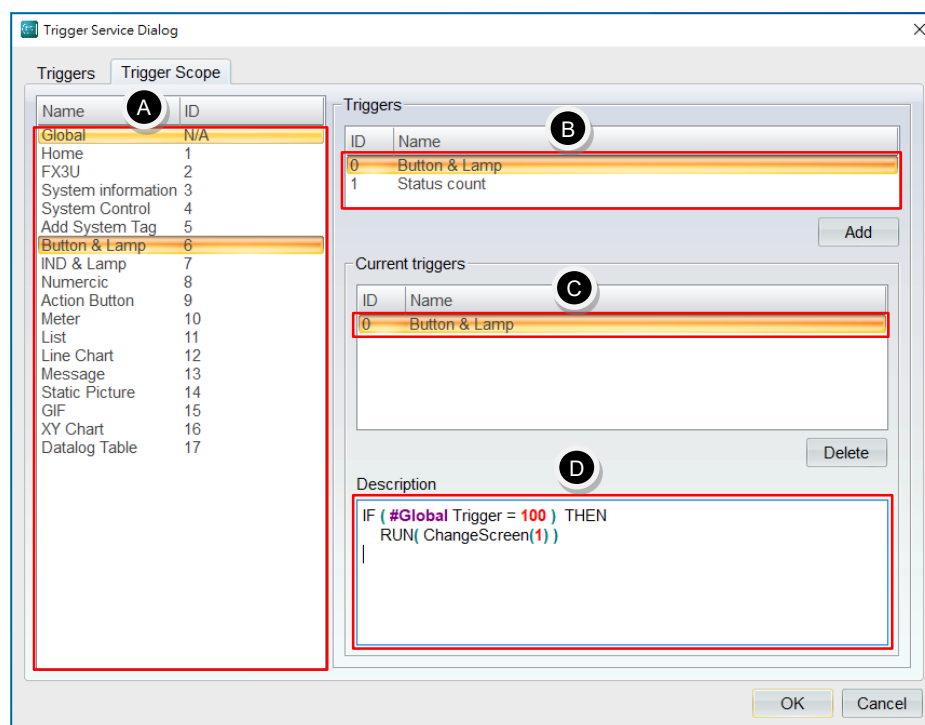 Trigger Service Dialog
Triggers Trigger Scope
Name A ID
Global N/A
Home 1
FX3U 2
System information 3
System Control 4
Add System Tag 5
Button & Lamp 6
IND & Lamp 7
Numercic 8
Action Button 9
Meter 10
List 11
Line Chart 12
Message 13
Static Picture 14
GIF 15
XY Chart 16
Datalog Table 17
Triggers
B
ID Name
0 Button & Lamp
1 Status count
Add
Current triggers
C
ID Name
0 Button & Lamp
Delete
D
Description
IF ( #Global Trigger = 100 ) THEN
RUN( ChangeScreen(1) )
OK Cancel